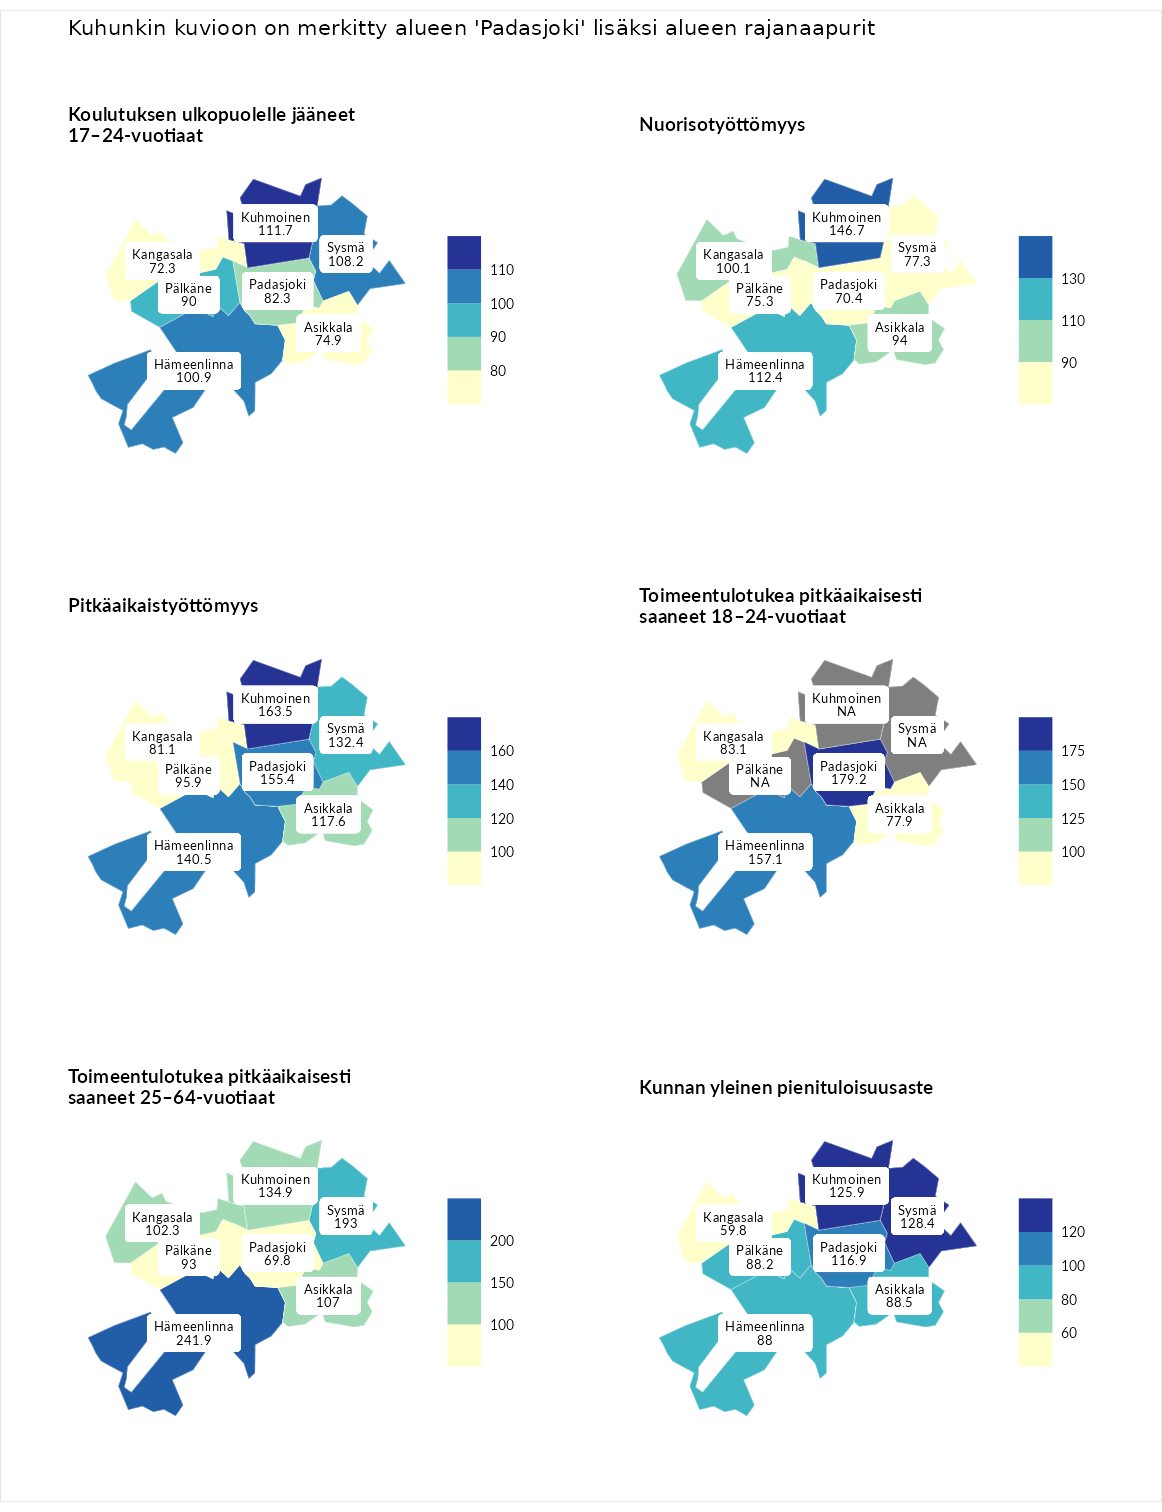 Kuhunkin kuvioon on merkitty alueen 'Padasjoki' lisäksi alueen rajanaapurit
Koulutuksen ulkopuolelle jääneet
17–24-vuotiaat
Kuhmoinen
111.7
Sysmä
108.2
Kangasala
72.3
Padasjoki
82.3
Pälkäne
90
Asikkala
74.9
Hämeenlinna
100.9
110
100
90
80
Nuorisotyöttömyys
Kuhmoinen
146.7
Sysmä
77.3
Kangasala
100.1
Padasjoki
70.4
Pälkäne
75.3
Asikkala
94
Hämeenlinna
112.4
130
110
90
Pitkäaikaistyöttömyys
Kuhmoinen
163.5
Sysmä
132.4
Kangasala
81.1
Padasjoki
155.4
Pälkäne
95.9
Asikkala
117.6
Hämeenlinna
140.5
160
140
120
100
Toimeentulotukea pitkäaikaisesti
saaneet 18–24-vuotiaat
Kuhmoinen
NA
Sysmä
NA
Kangasala
83.1
Padasjoki
179.2
Pälkäne
NA
Asikkala
77.9
Hämeenlinna
157.1
175
150
125
100
Toimeentulotukea pitkäaikaisesti
saaneet 25–64-vuotiaat
Kuhmoinen
134.9
Sysmä
193
Kangasala
102.3
Padasjoki
69.8
Pälkäne
93
Asikkala
107
Hämeenlinna
241.9
200
150
100
Kunnan yleinen pienituloisuusaste
Kuhmoinen
125.9
Sysmä
128.4
Kangasala
59.8
Padasjoki
116.9
Pälkäne
88.2
Asikkala
88.5
Hämeenlinna
88
120
100
80
60